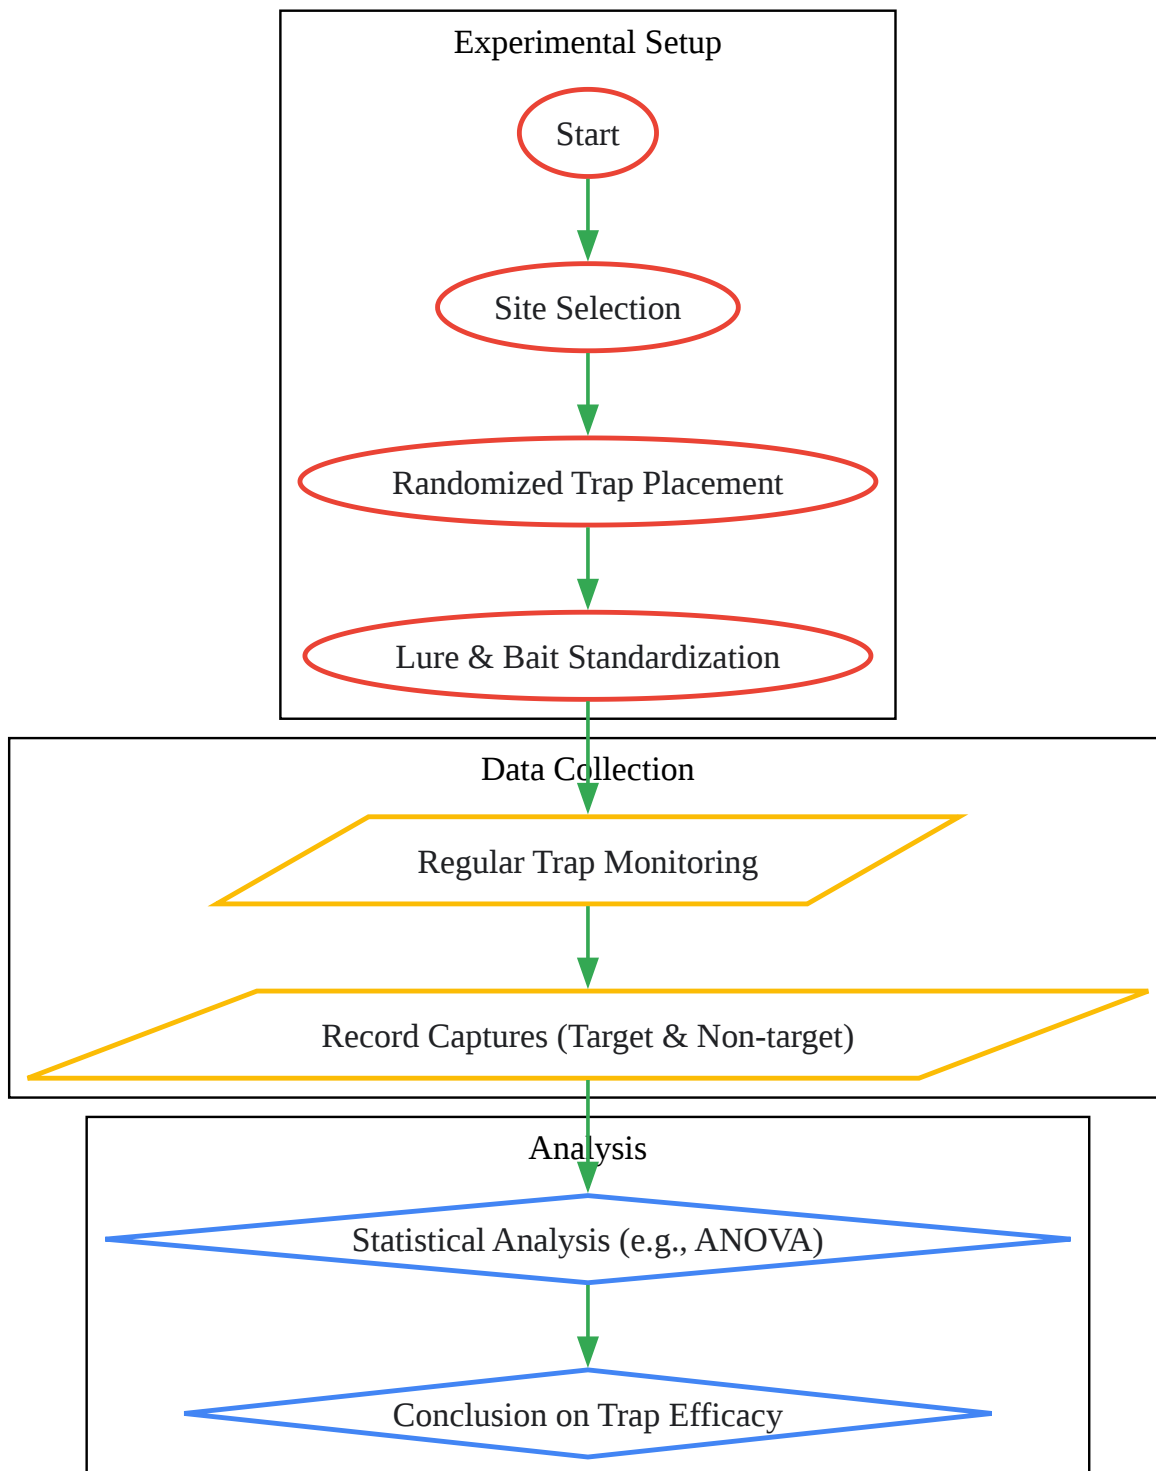 Experimental Setup
Start
Site Selection
Randomized Trap Placement
Lure & Bait Standardization
Data Collection
Regular Trap Monitoring
Record Captures (Target & Non-target)
Analysis
Statistical Analysis (e.g., ANOVA)
Conclusion on Trap Efficacy